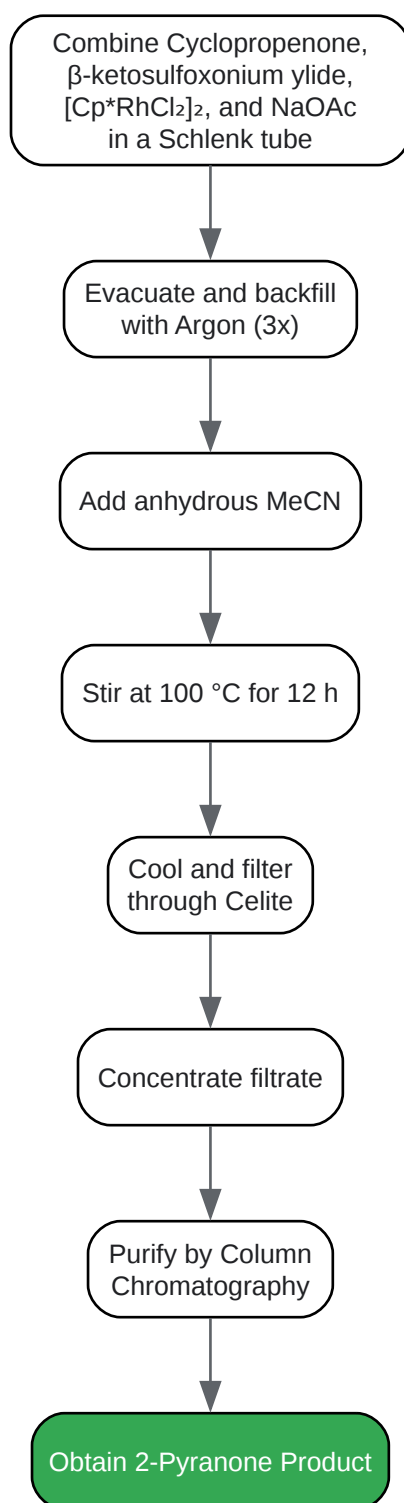 Combine Cyclopropenone,
β-ketosulfoxonium ylide,
[Cp*RhCl₂]₂, and NaOAc
in a Schlenk tube
Evacuate and backfill
with Argon (3x)
Add anhydrous MeCN
Stir at 100 °C for 12 h
Cool and filter
through Celite
Concentrate filtrate
Purify by Column
Chromatography
Obtain 2-Pyranone Product